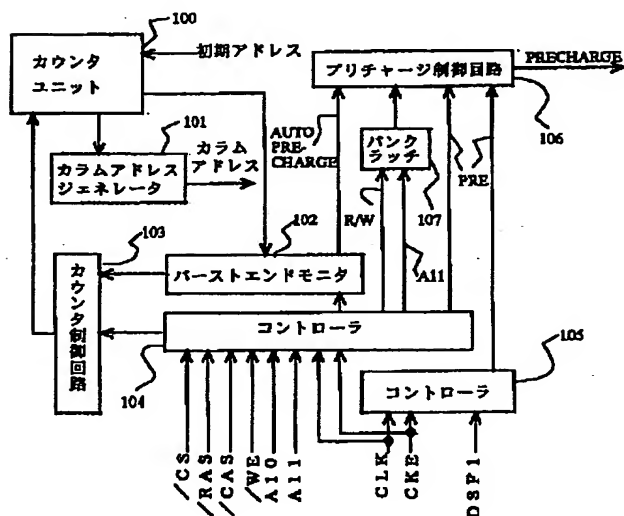 100
カウンタ
ユニット
初期アドレス
プリチャージ制御回路
PRECHARGE
106
101
カラムアドレス
ジェネレータ
カラム
アドレス
AUTO
PRE-
CHARGE
バンク
ラッチ
107
PRE
R/W
A11
102
バーストエンドモニタ
103
カウンタ制御回路
コントローラ
104
105
コントローラ
/CS
/RAS
/CAS
/WE
A10
A11
CLK
CKE
DSF1